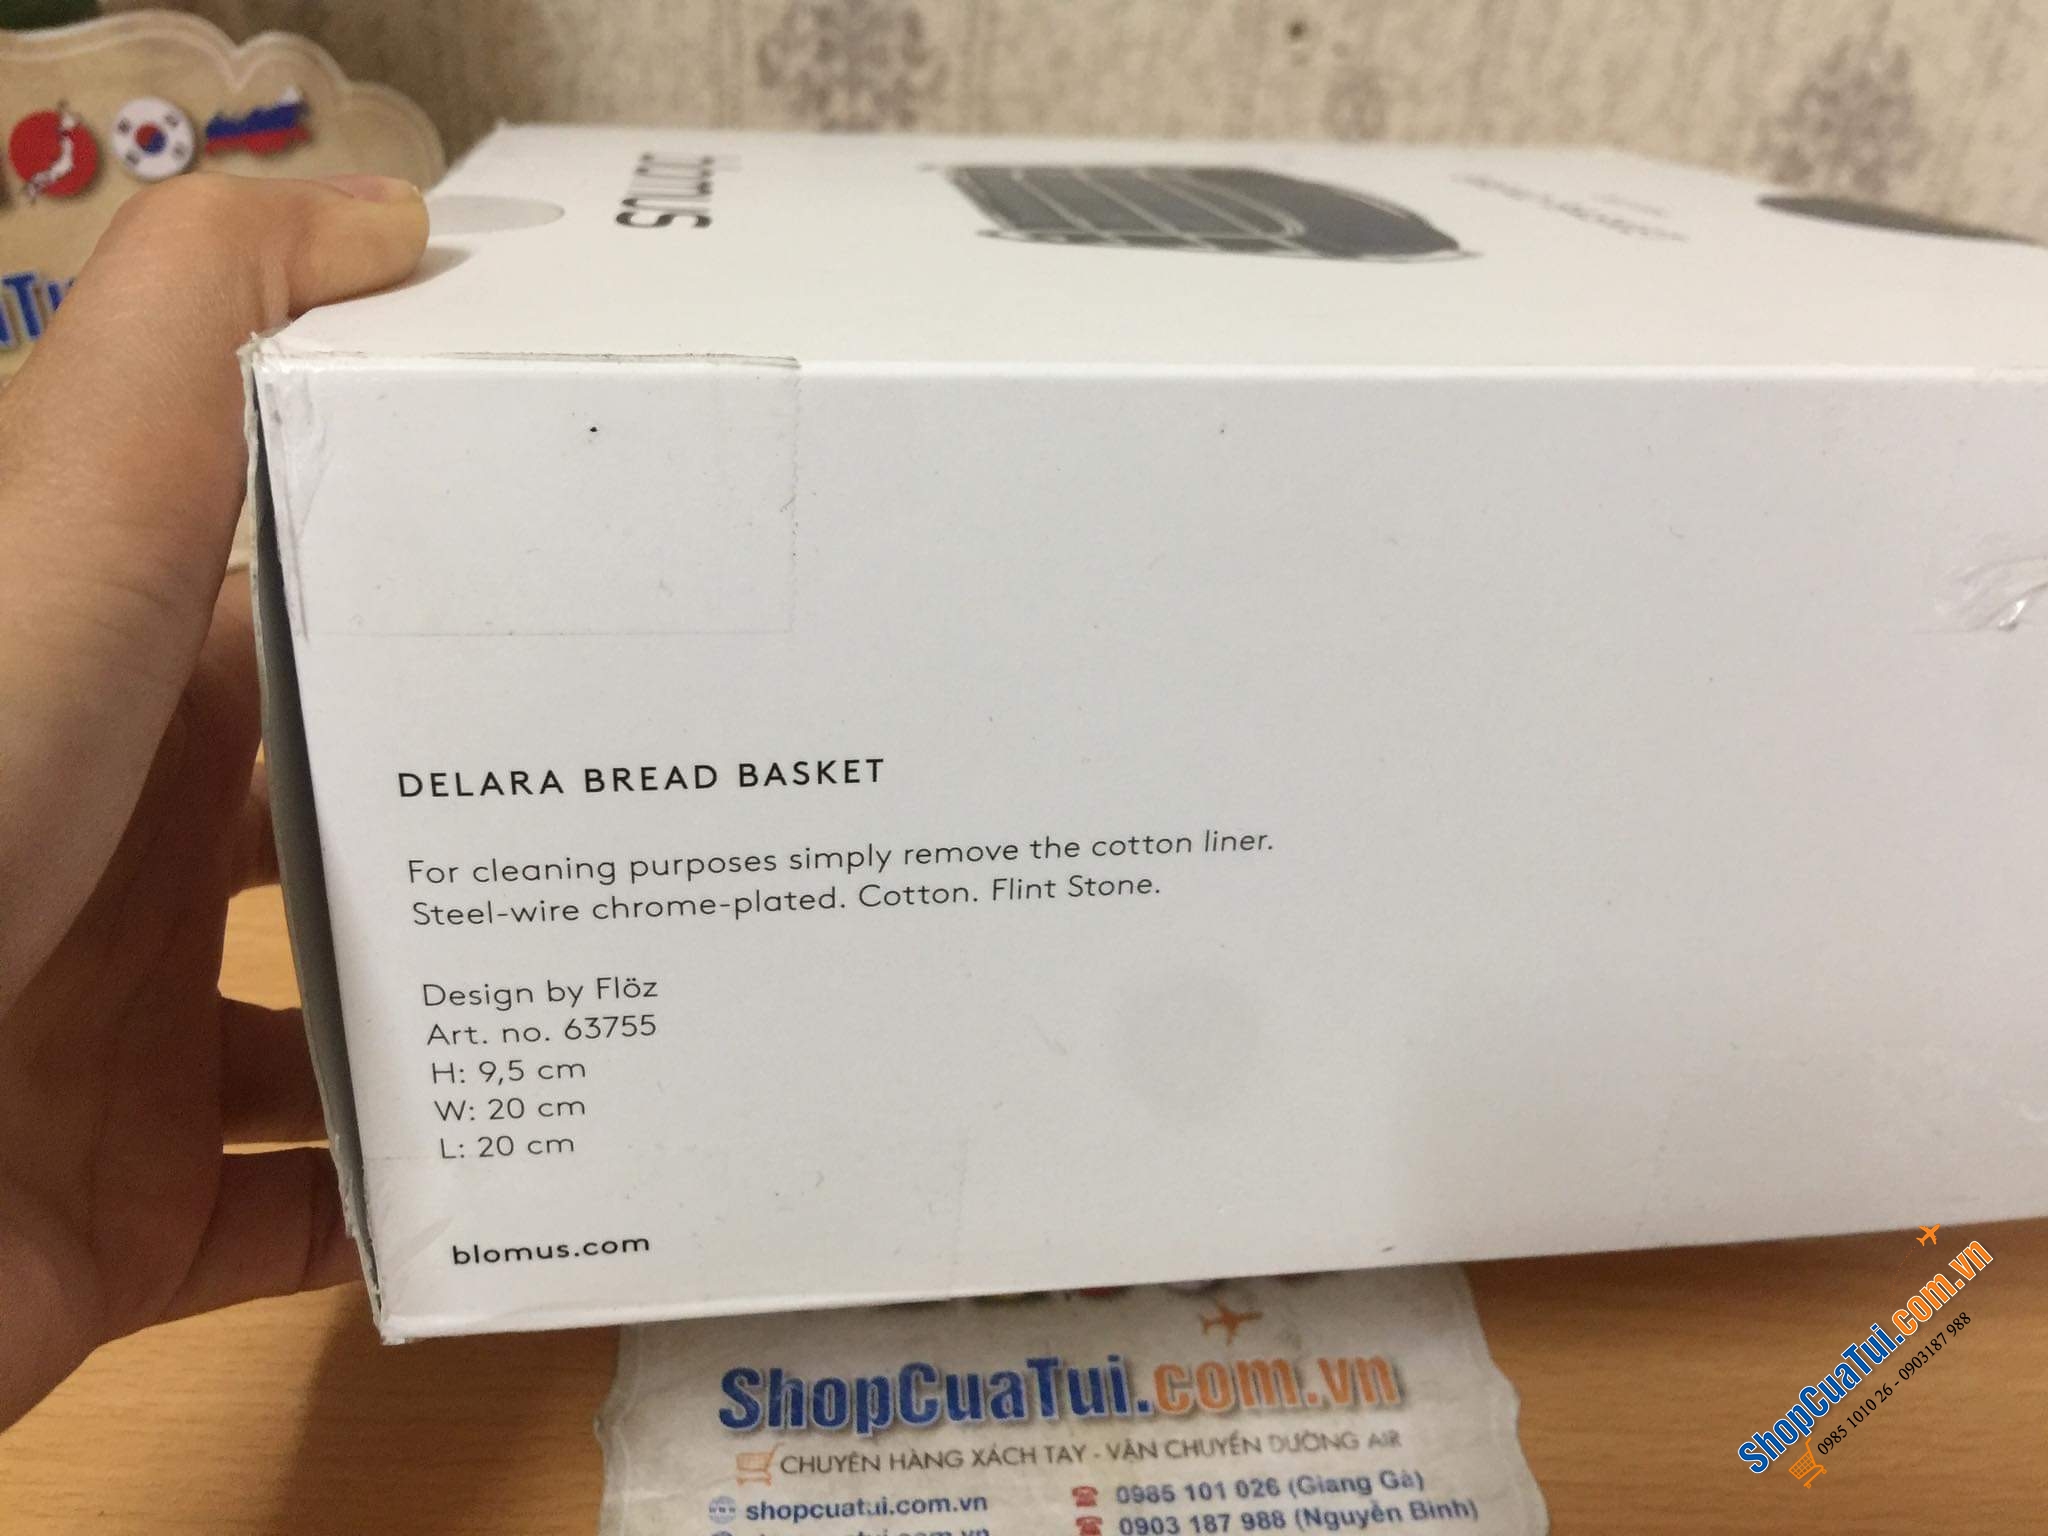 blomus
DELARA BREAD BASKET
For cleaning purposes simply remove the cotton liner.
Steel-wire chrome-plated. Cotton. Flint Stone.
Design by Flöz
Art. no. 63755
H: 9,5 cm
W: 20 cm
L: 20 cm
blomus.com
ShopCuaTui.com.vn
CHUYÊN HÀNG XÁCH TAY - VẬN CHUYỂN ĐƯỜNG AIR
shopcuatui.com.vn
0985 101 026 (Giang Gà)
0903 187 988 (Nguyễn Bình)
ShopCuaTui.com.vn
0985 1010 26 - 0903187 988